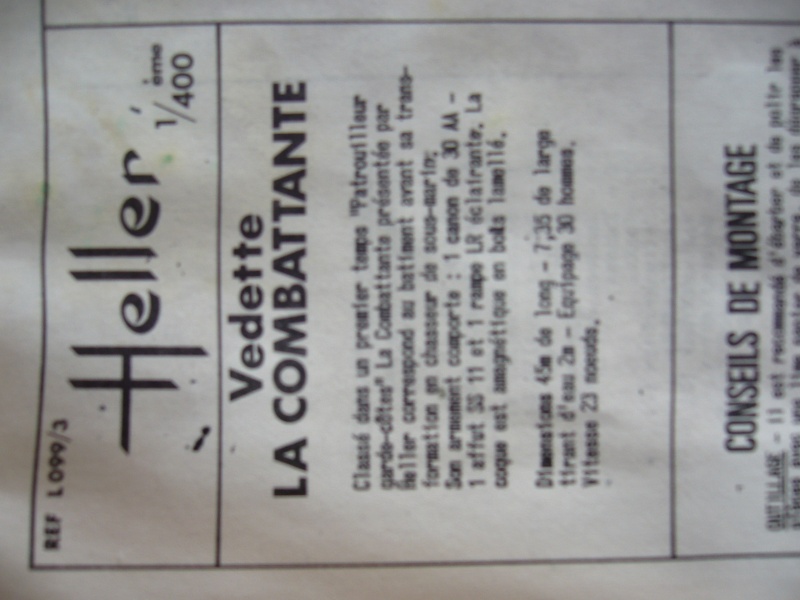 REF L 099/3
Heller
1/400 ème
Vedette
LA COMBATTANTE
Classé dans un premier temps "Patrouilleur
garde-côtes" La Combattante présentée par
Heller correspond au batiment avant sa trans-
formation en chasseur de sous-marin.
Son armement comporte : 1 canon de 30 AA -
1 affut SS 11 et 1 rampe LR éclairante. La
coque est amagnétique en bois lamellé.
Dimensions 45m de long - 7,35 de large
tirant d'eau 2m - Equipage 30 hommes.
Vitesse 23 noeuds.
CONSEILS DE MONTAGE
OUTILLAGE - Il est recommandé d'ébarber et de polir les